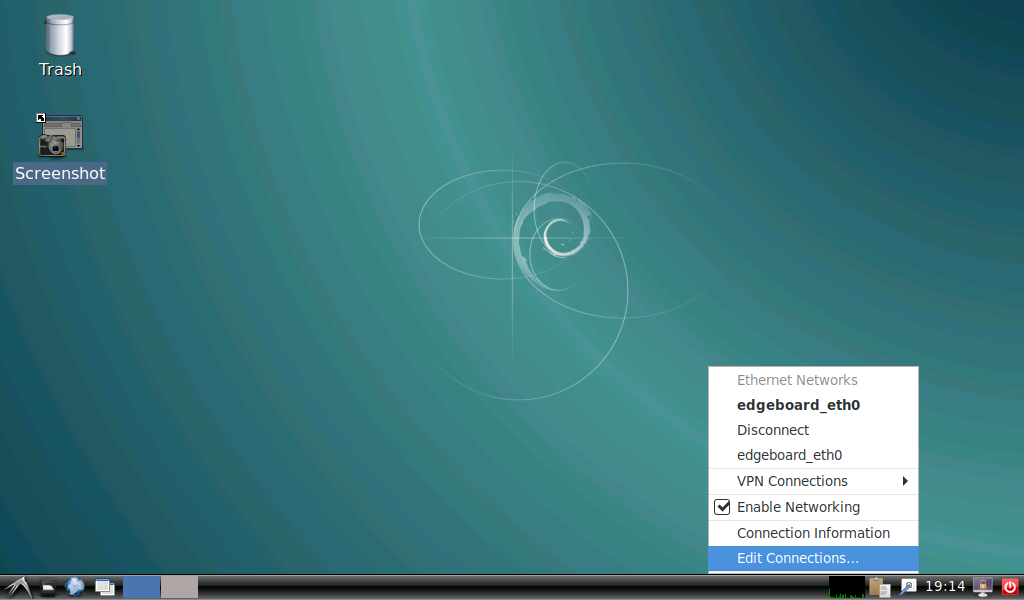 Trash
Screenshot
Ethernet Networks
edgeboard_eth0
Disconnect
edgeboard_eth0
VPN Connections
Enable Networking
Connection Information
Edit Connections...
19:14